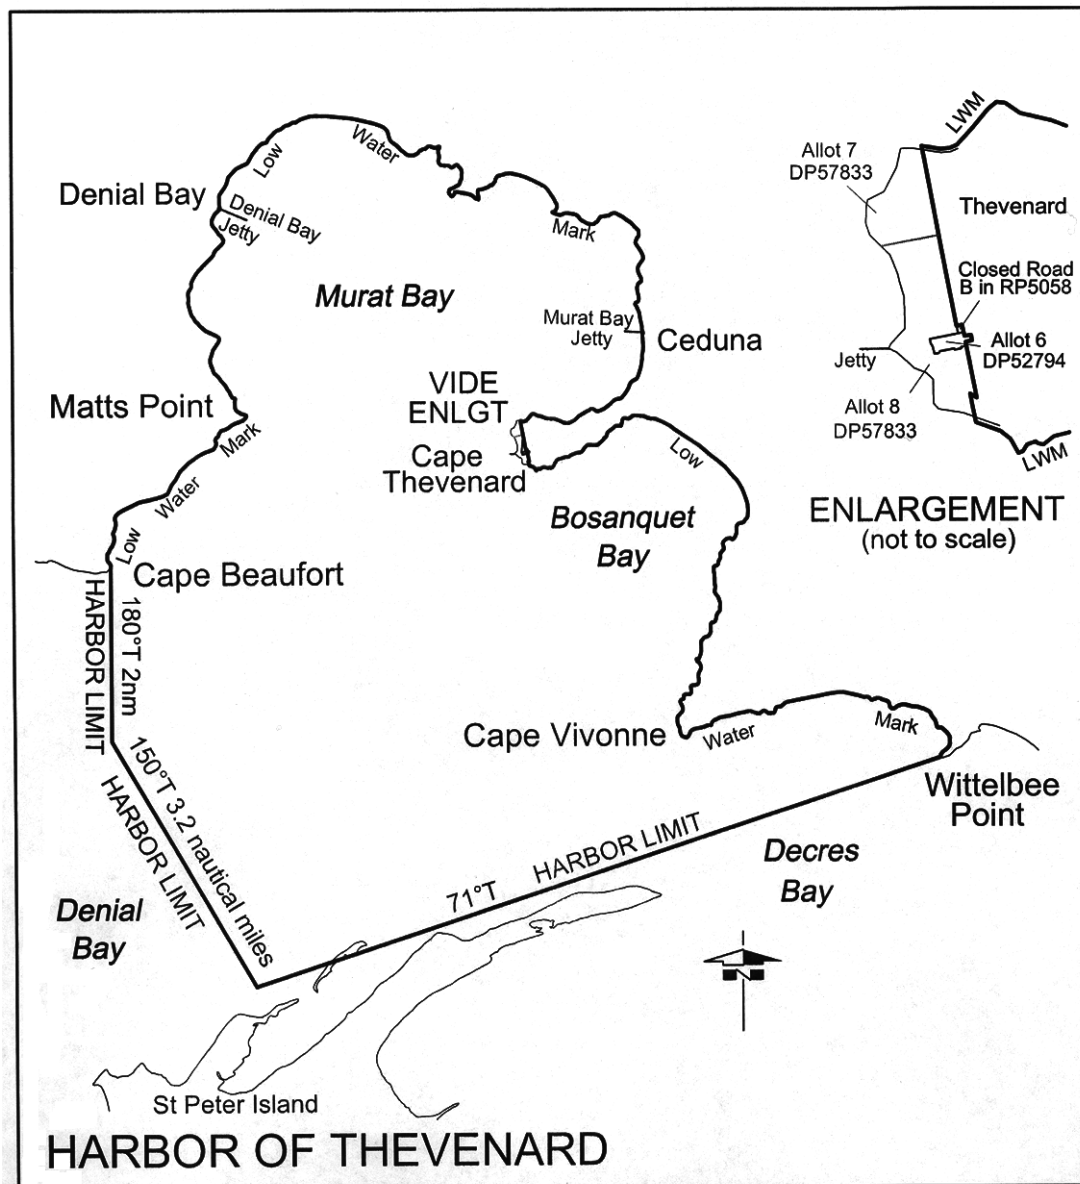 Low
Water
Mark
Denial Bay
Denial Bay
Jetty
Murat Bay
Murat Bay
Jetty
Ceduna
VIDE
ENLGT
Matts Point
Mark
Water
Low
Cape
Thevenard
Low
Bosanquet
Bay
Cape Beaufort
HARBOR LIMIT
180°T 2nm
150°T 3.2 nautical miles
HARBOR LIMIT
Cape Vivonne
Water
Mark
Wittelbee
Point
HARBOR LIMIT
71°T
Decres
Bay
Denial
Bay
N
St Peter Island
HARBOR OF THEVENARD
LWM
Allot 7
DP57833
Thevenard
Closed Road
B in RP5058
Allot 6
DP52794
Jetty
Allot 8
DP57833
LWM
ENLARGEMENT
(not to scale)